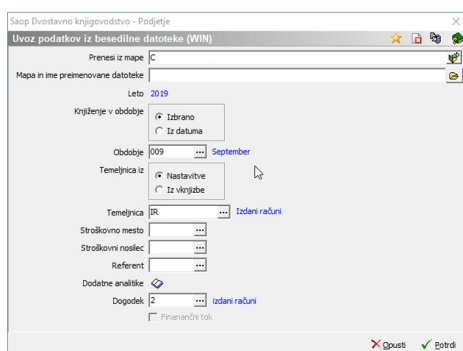 Saop Dvostavno knjigovodstvo - Podjetje
Uvoz podatkov iz besedilne datoteke (WIN)
Prenesi iz mape C
Mapa in ime preimenovane datoteke
Leto 2019
Knjiženje v obdobje
Izbrano
Iz datuma
Obdobje 009 ... September
Temeljnica iz
Nastavitve
Iz vknjizbe
Temeljnica IR ... Izdani računi
Stroškovno mesto ...
Stroškovni nosilec ...
Referent ...
Dodatne analitike
Dogodek 2 ... izdani računi
Finananční tok
Opusti Potrdi